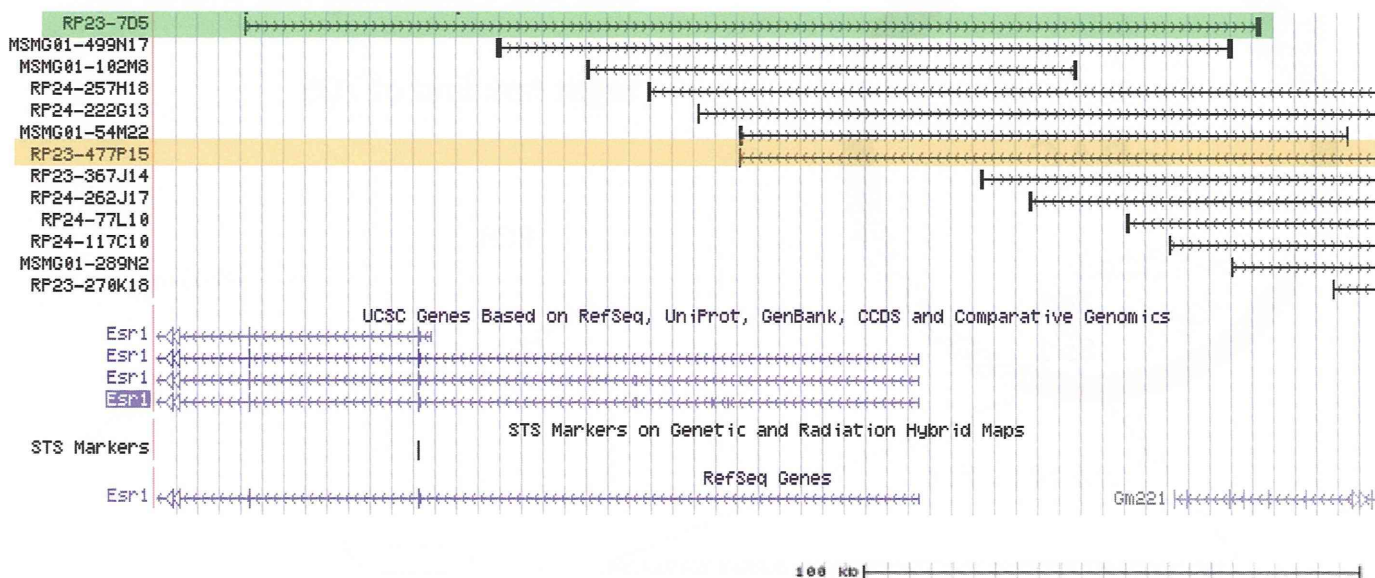 RP23-7D5
MSMG01-499N17
MSMG01-102M8
RP24-257H18
RP24-222G13
MSMG01-54M22
RP23-477P15
RP23-367J14
RP24-262J17
RP24-77L10
RP24-117C10
MSMG01-289N2
RP23-270K18
UCSC Genes Based on RefSeq, UniProt, GenBank, CCDS and Comparative Genomics
Esr1
Esr1
Esr1
Esr1
STS Markers on Genetic and Radiation Hybrid Maps
STS Markers
RefSeq Genes
Esr1 Gm221
100 kb